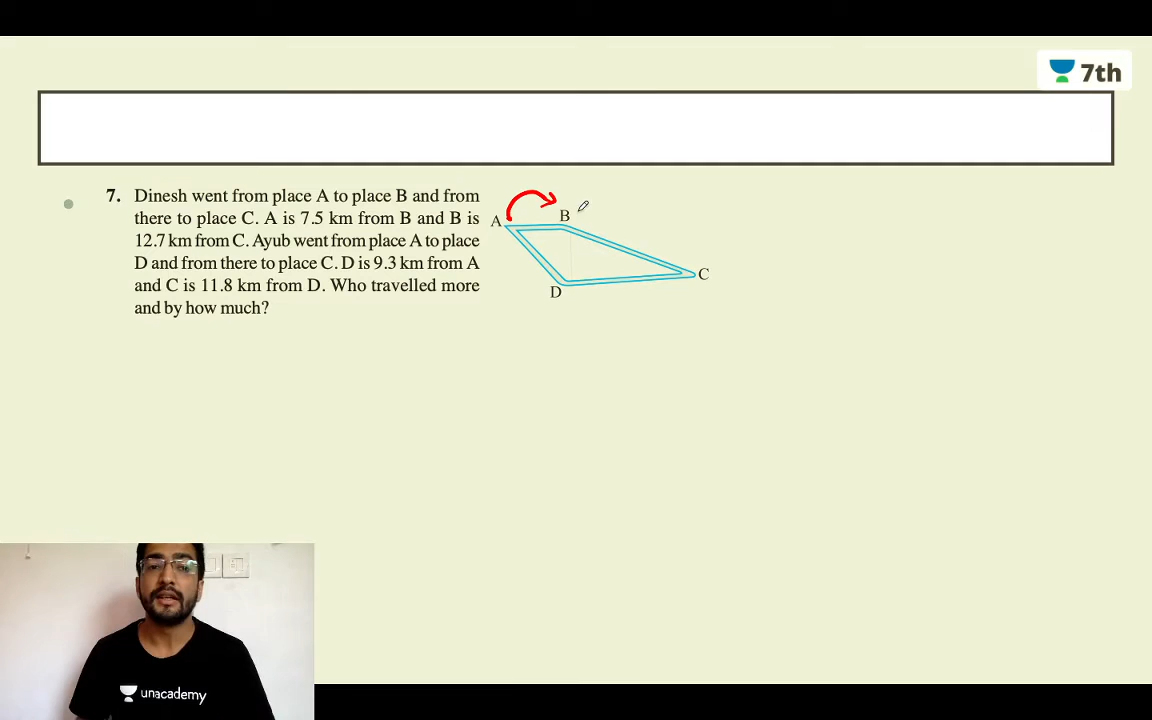 7th
7. Dinesh went from place A to place B and from
there to place C. A is 7.5 km from B and B is
12.7 km from C. Ayub went from place A to place
D and from there to place C. D is 9.3 km from A
and C is 11.8 km from D. Who travelled more
and by how much?
A
B
C
D
unacademy